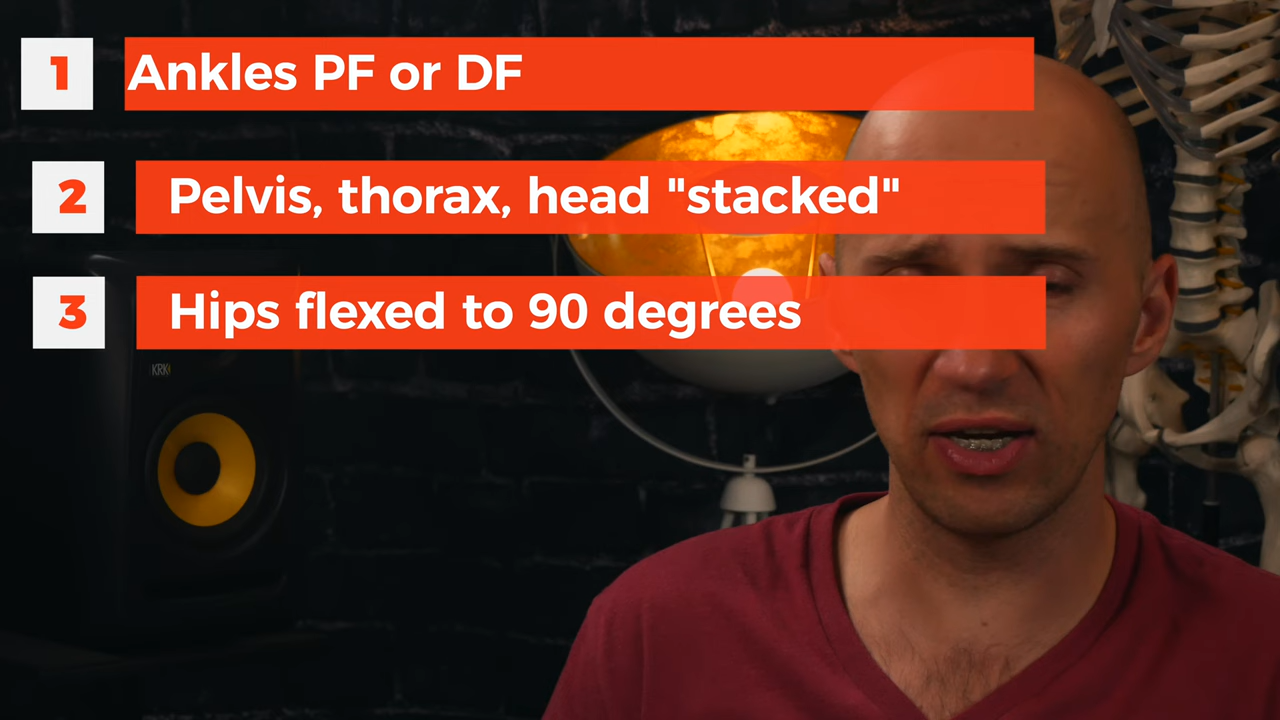 1 Ankles PF or DF
2 Pelvis, thorax, head "stacked"
3 Hips flexed to 90 degrees
KRK